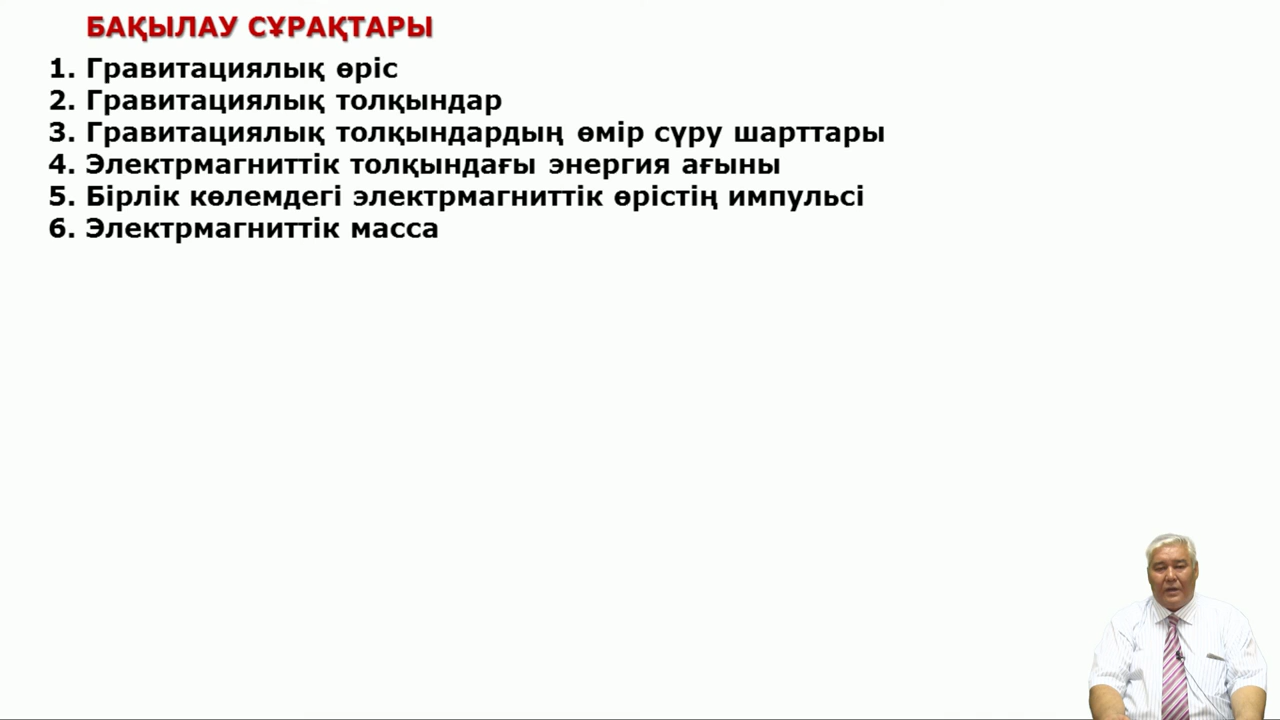 БАҚЫЛАУ СҰРАҚТАРЫ
1. Гравитациялық өріс
2. Гравитациялық толқындар
3. Гравитациялық толқындардың өмір сүру шарттары
4. Электрмагниттік толқындағы энергия ағыны
5. Бірлік көлемдегі электрмагниттік өрістің импульсі
6. Электрмагниттік масса